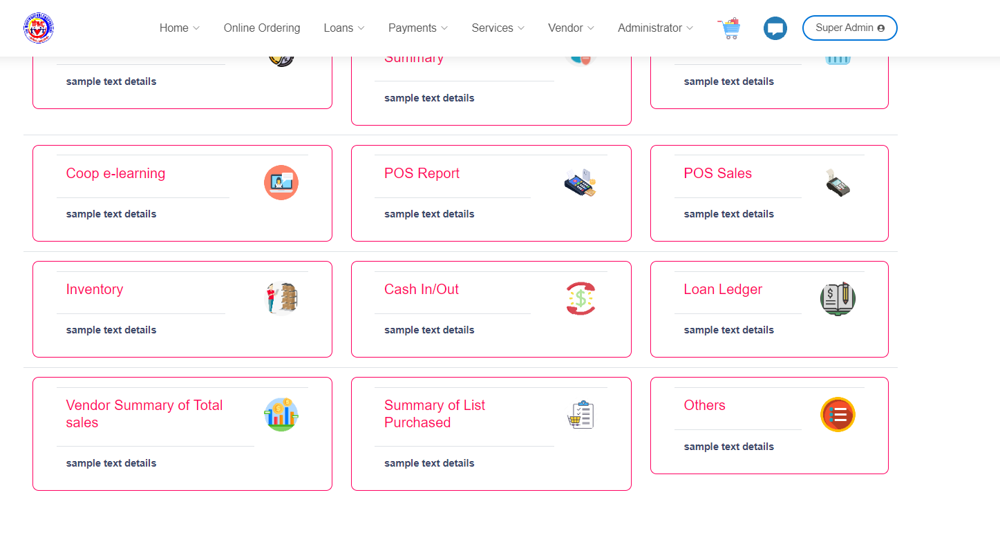 Home
Online Ordering
Loans
Payments
Services
Vendor
Administrator
Super Admin
Summary
sample text details
sample text details
sample text details
Coop e-learning
POS Report
POS Sales
sample text details
sample text details
sample text details
Inventory
Cash In/Out
Loan Ledger
sample text details
sample text details
sample text details
Vendor Summary of Total
sales
Summary of List
Purchased
Others
sample text details
sample text details
sample text details